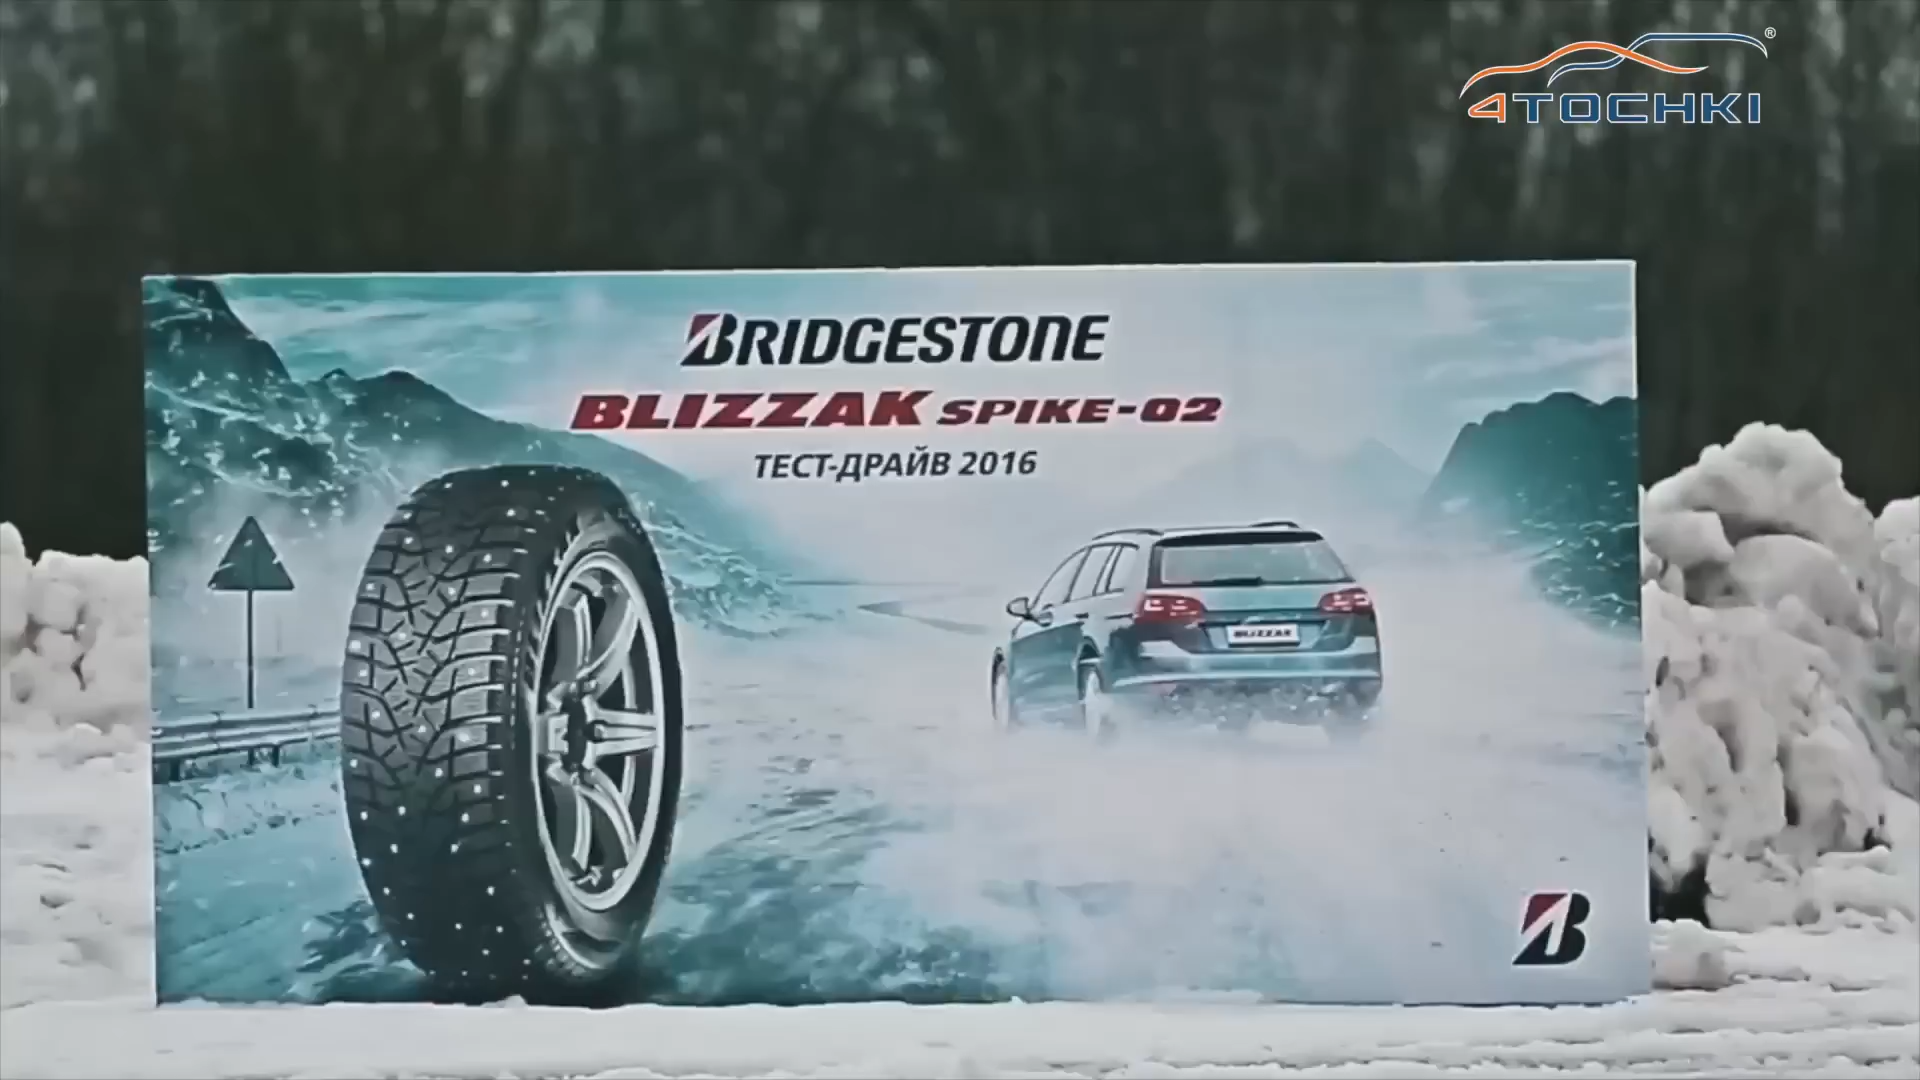 4TOCHKI®
BRIDGESTONE
BLIZZAK SPIKE-02
ТЕСТ-ДРАЙВ 2016
BLIZZAK
B